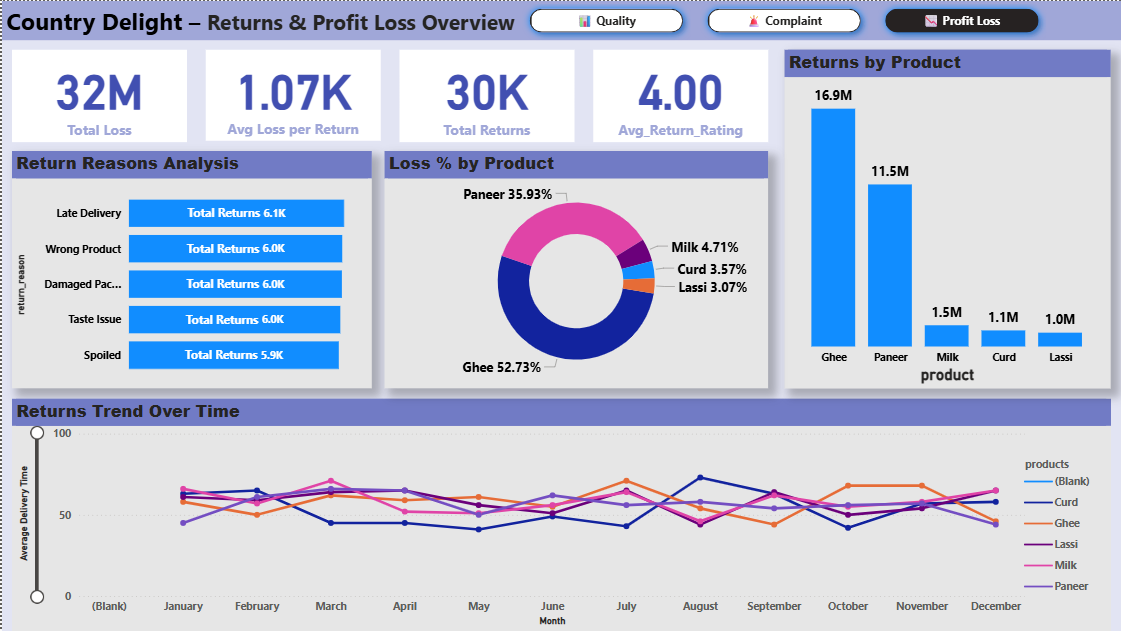 Country Delight – Returns & Profit Loss Overview
Quality
Complaint
Profit Loss
32M
Total Loss
1.07K
Avg Loss per Return
30K
Total Returns
4.00
Avg_Return_Rating
Return Reasons Analysis
return_reason
Late Delivery
Total Returns 6.1K
Wrong Product
Total Returns 6.0K
Damaged Pac...
Total Returns 6.0K
Taste Issue
Total Returns 6.0K
Spoiled
Total Returns 5.9K
Loss % by Product
Paneer 35.93%
Milk 4.71%
Curd 3.57%
Lassi 3.07%
Ghee 52.73%
Returns by Product
16.9M
11.5M
1.5M
1.1M
1.0M
Ghee
Paneer
Milk
Curd
Lassi
product
Returns Trend Over Time
Average Delivery Time
100
50
0
(Blank)
January
February
March
April
May
June
July
August
September
October
November
December
Month
products
(Blank)
Curd
Ghee
Lassi
Milk
Paneer